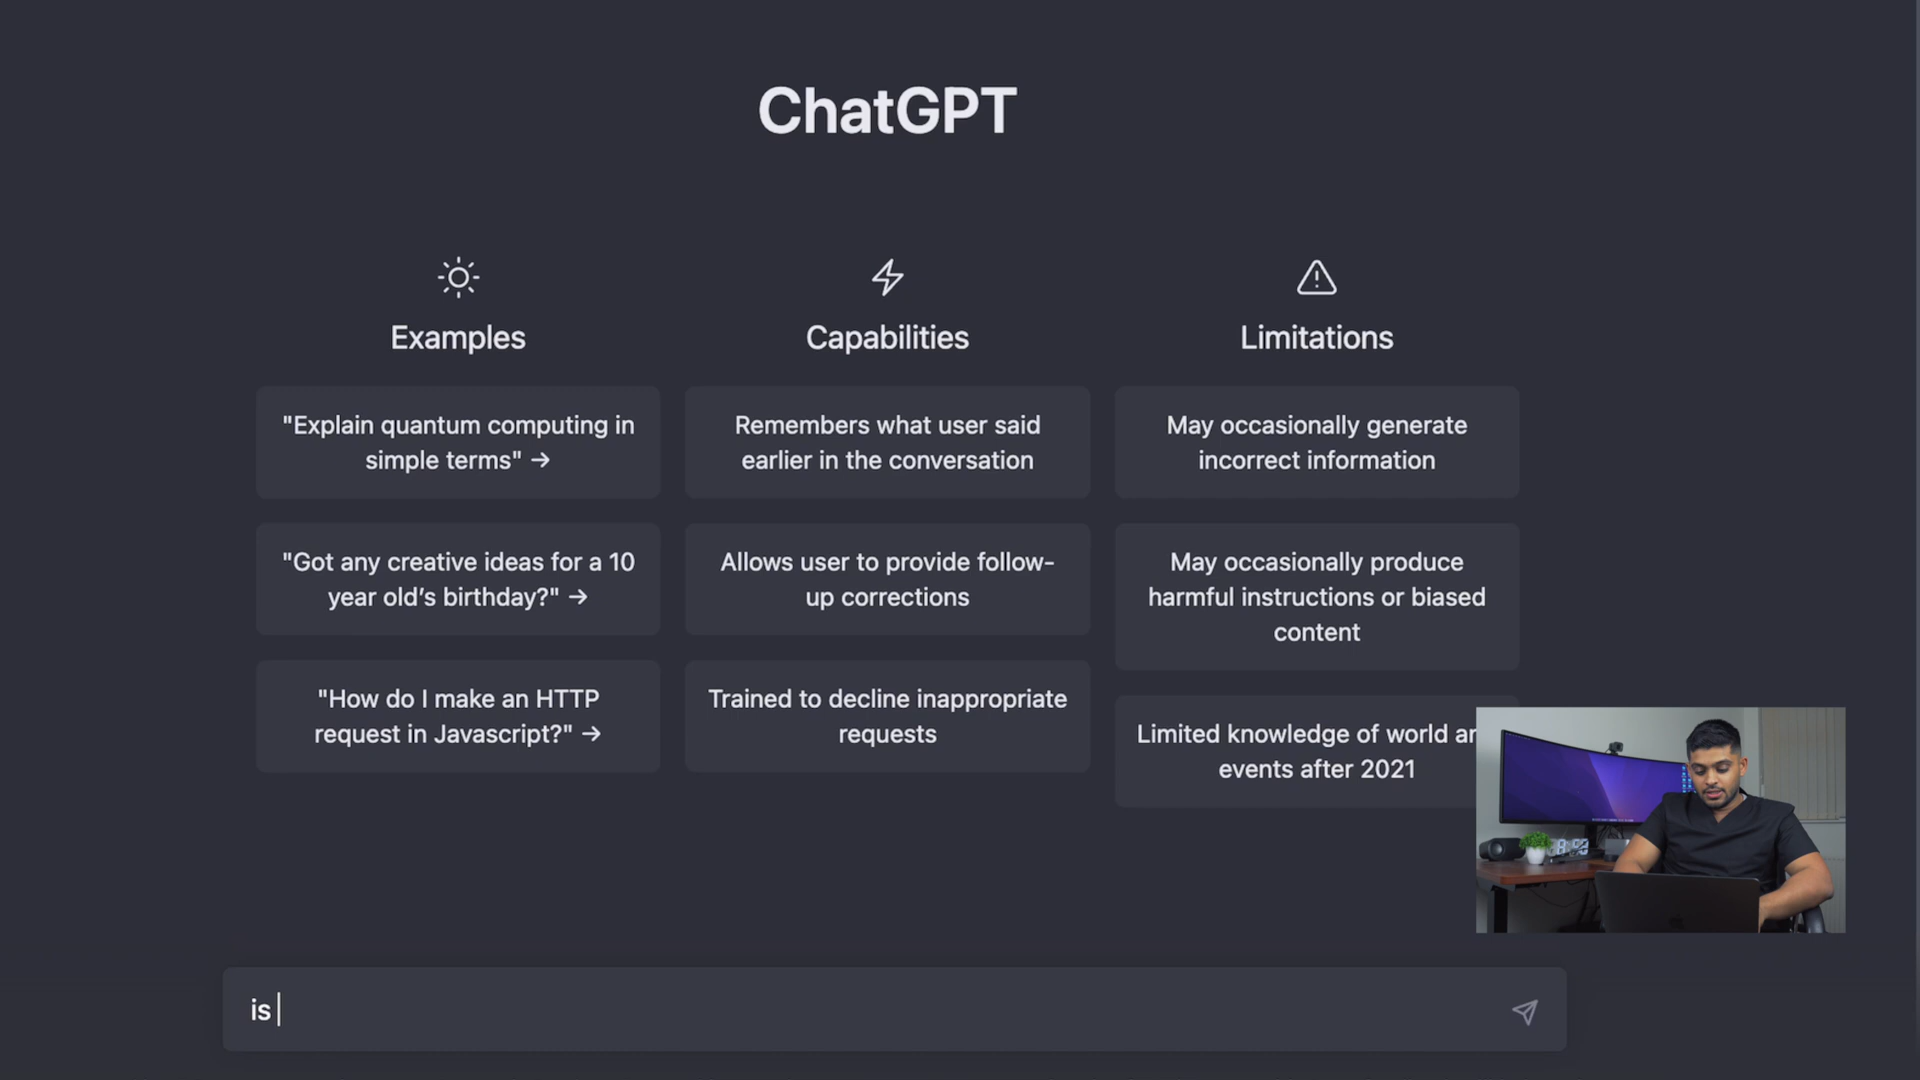 ChatGPT
Examples
"Explain quantum computing in
simple terms" →
"Got any creative ideas for a 10
year old's birthday?" →
"How do I make an HTTP
request in Javascript?" →
Capabilities
Remembers what user said
earlier in the conversation
Allows user to provide follow-
up corrections
Trained to decline inappropriate
requests
Limitations
May occasionally generate
incorrect information
May occasionally produce
harmful instructions or biased
content
Limited knowledge of world
events after 2021
is